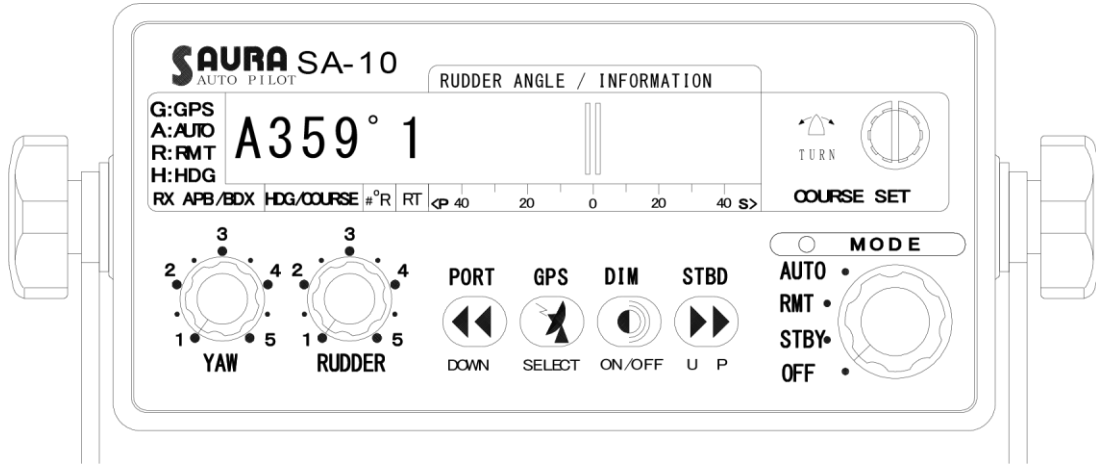 SAURA SA-10
AUTO PILOT
RUDDER ANGLE / INFORMATION
G:GPS
A:AUTO
R:RMT
H:HDG
A359°1
RX APB/BDX HDG/COURSE #°R RT <P 40 20 0 20 40 S>
TURN
COURSE SET
MODE
AUTO
RMT
STBY
OFF
1 2 3 4 5
YAW
1 2 3 4 5
RUDDER
PORT GPS DIM STBD
DOWN SELECT ON/OFF U P